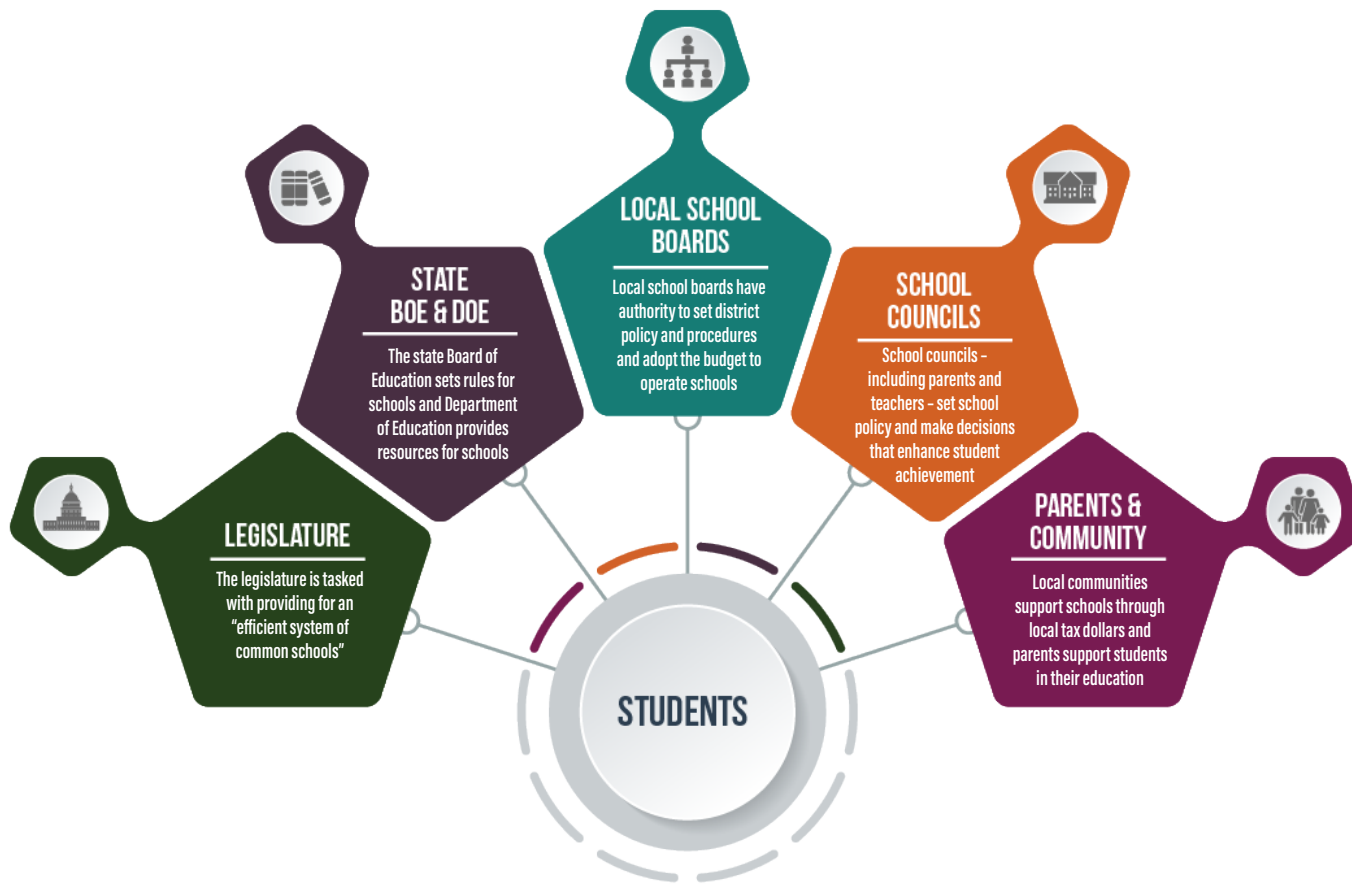 LOCAL SCHOOL
BOARDS
Local school boards have
authority to set district
policy and procedures
and adopt the budget to
operate schools
STATE
BOE & DOE
The state Board of
Education sets rules for
schools and Department
of Education provides
resources for schools
SCHOOL
COUNCILS
School councils –
including parents and
teachers – set school
policy and make decisions
that enhance student
achievement
LEGISLATURE
The legislature is tasked
with providing for an
“efficient system of
common schools”
PARENTS &
COMMUNITY
Local communities
support schools through
local tax dollars and
parents support students
in their education
STUDENTS